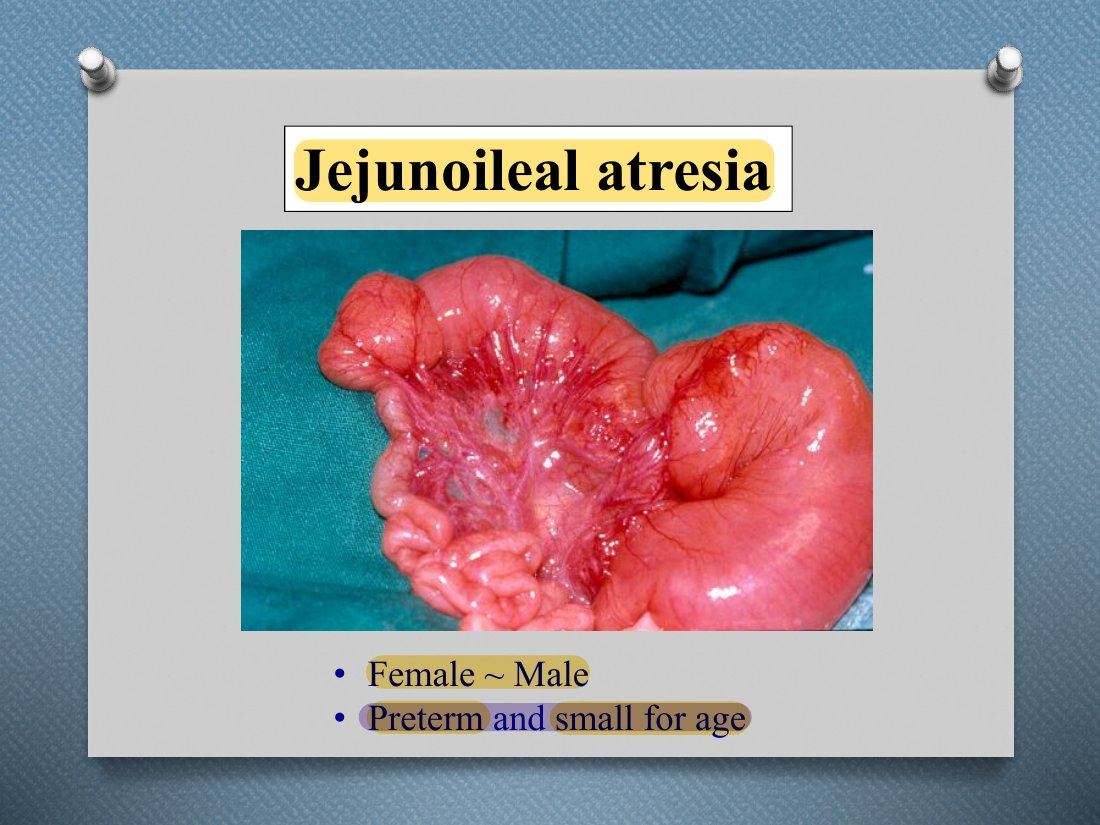 Jejunoileal atresia
• Female ~ Male
• Preterm and small for age